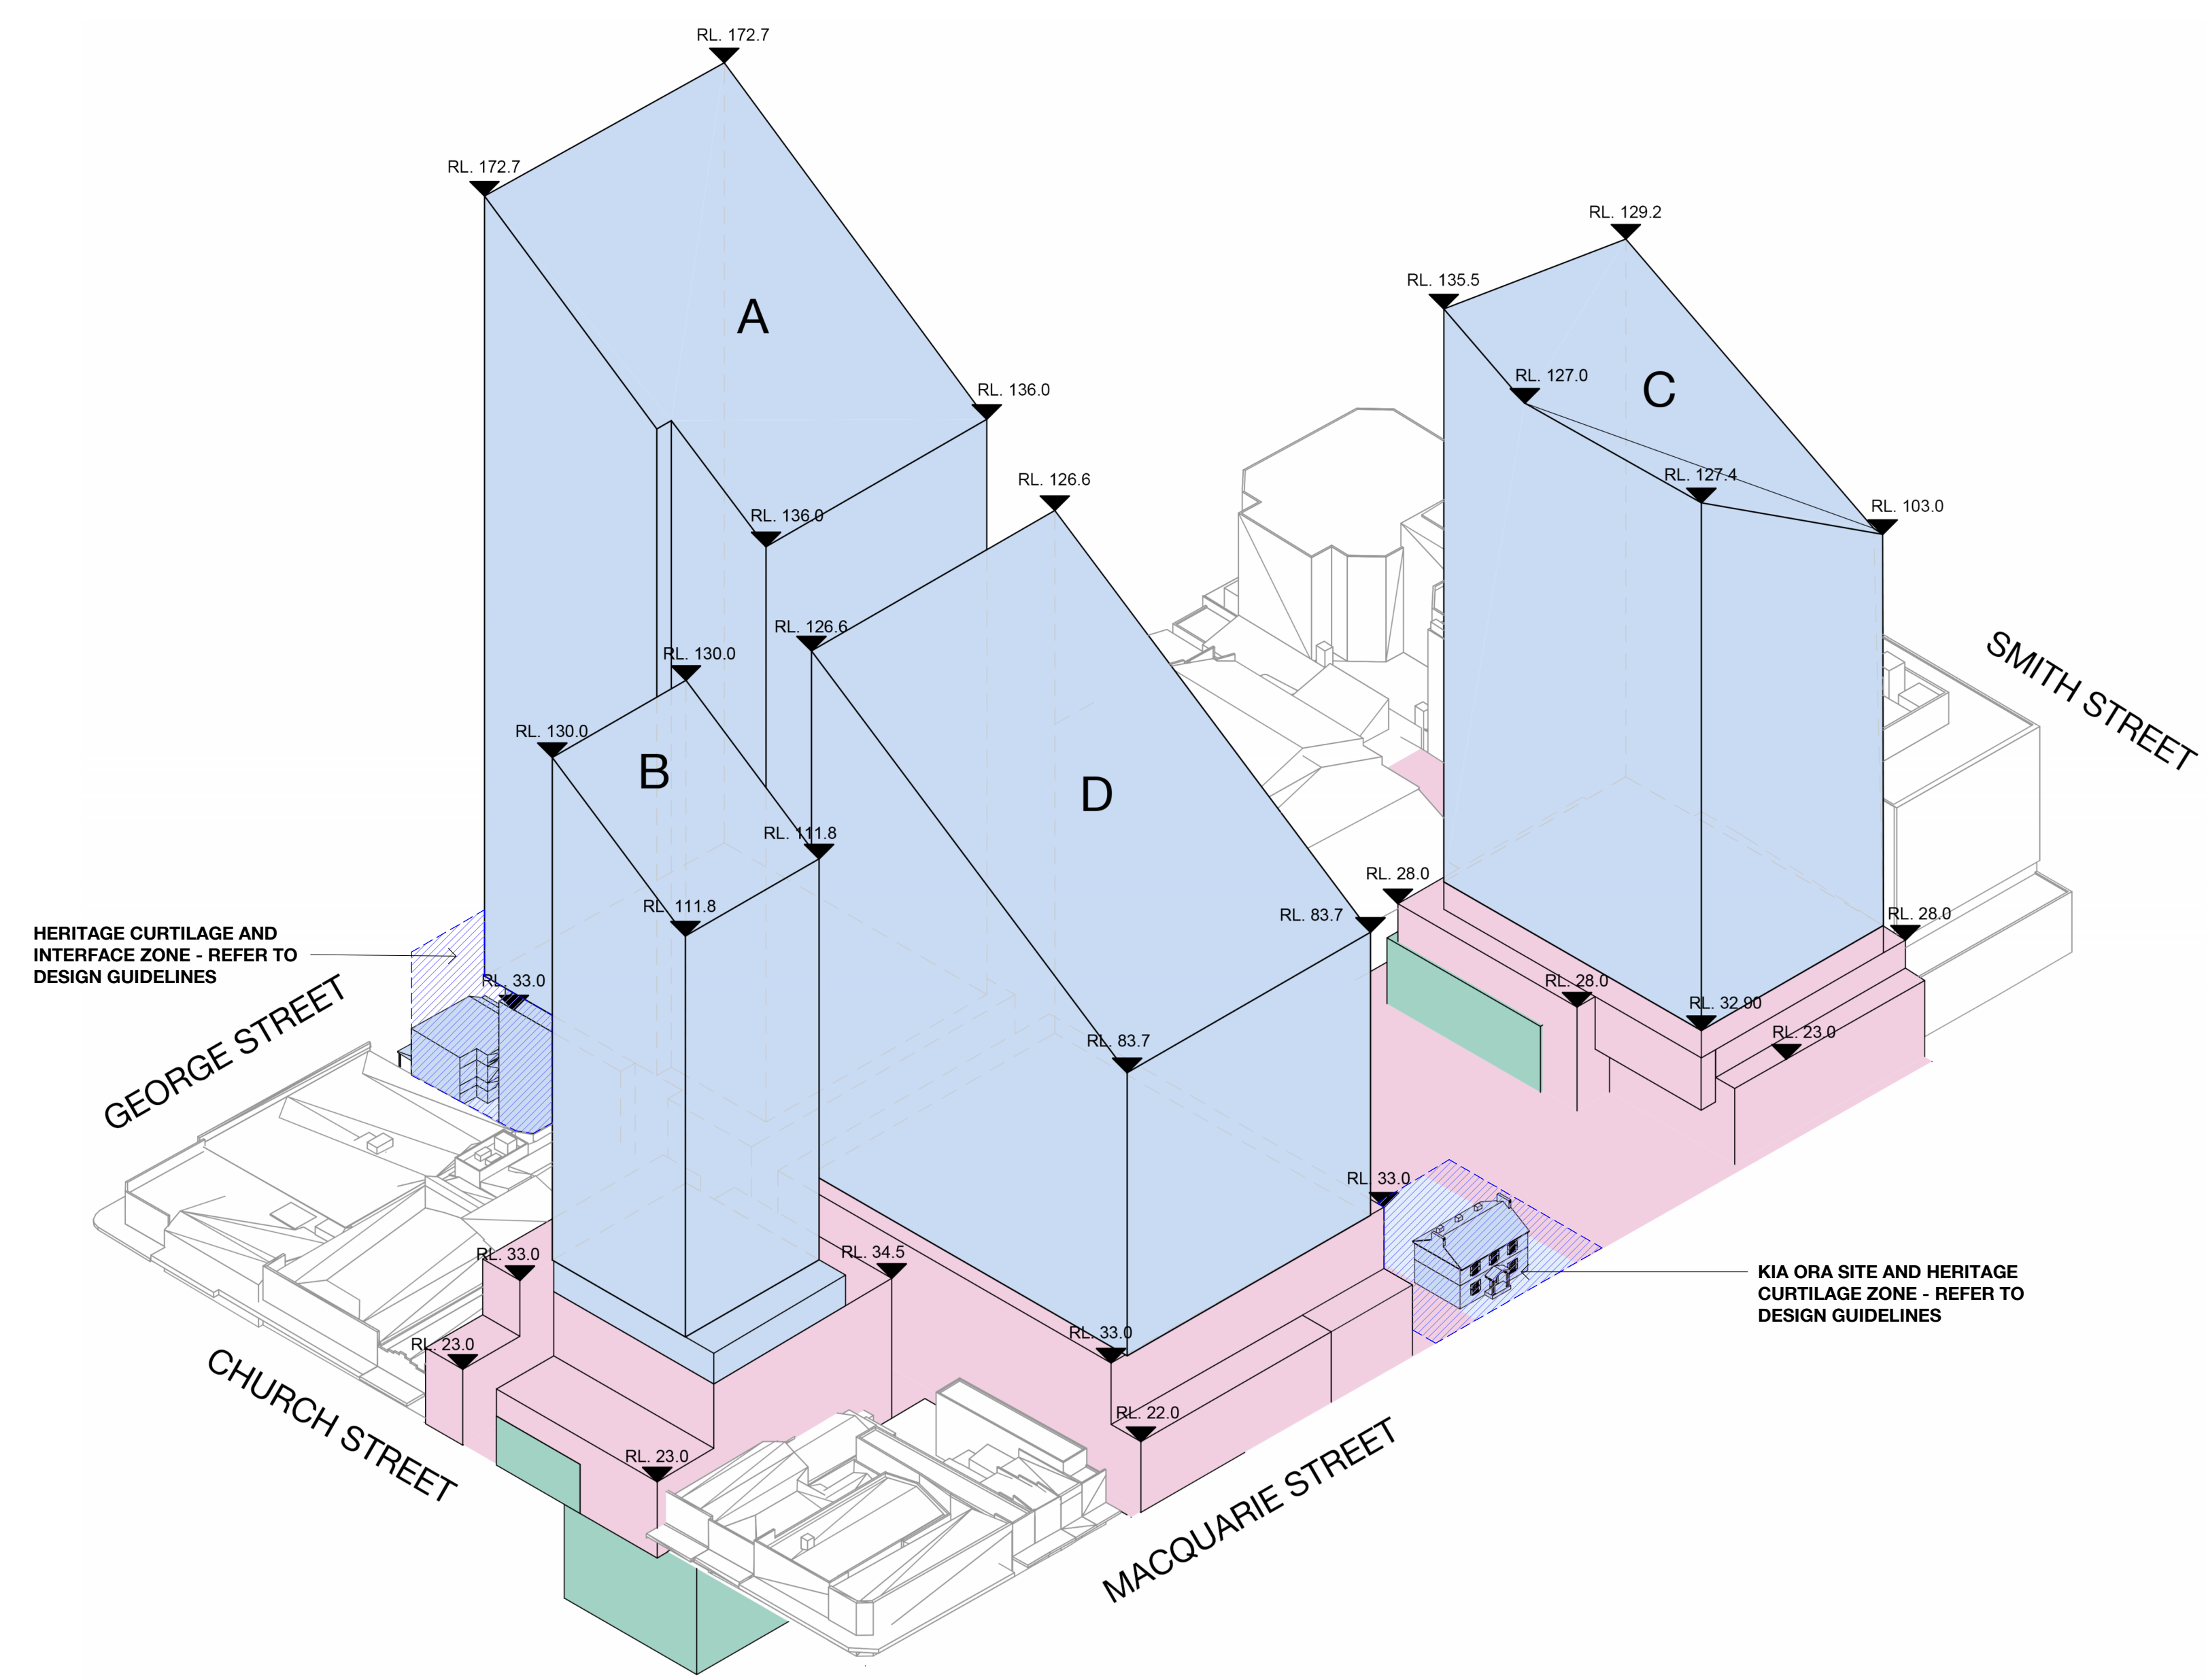 RL. 172.7
RL. 172.7
RL. 129.2
RL. 135.5
A
RL. 127.0
C
RL. 136.0
RL. 127.4
RL. 126.6
RL. 103.0
RL. 136.0
RL. 126.6
SMITH STREET
RL. 130.0
RL. 130.0
B
D
RL. 111.8
RL. 28.0
RL. 111.8
RL. 83.7
RL. 28.0
HERITAGE CURTILAGE AND
INTERFACE ZONE - REFER TO
DESIGN GUIDELINES
RL. 33.0
RL. 28.0
RL. 32.90
GEORGE STREET
RL. 83.7
RL. 23.0
RL. 33.0
RL. 33.0
RL. 34.5
KIA ORA SITE AND HERITAGE
CURTILAGE ZONE - REFER TO
DESIGN GUIDELINES
RL. 23.0
RL. 33.0
CHURCH STREET
RL. 22.0
RL. 23.0
MACQUARIE STREET